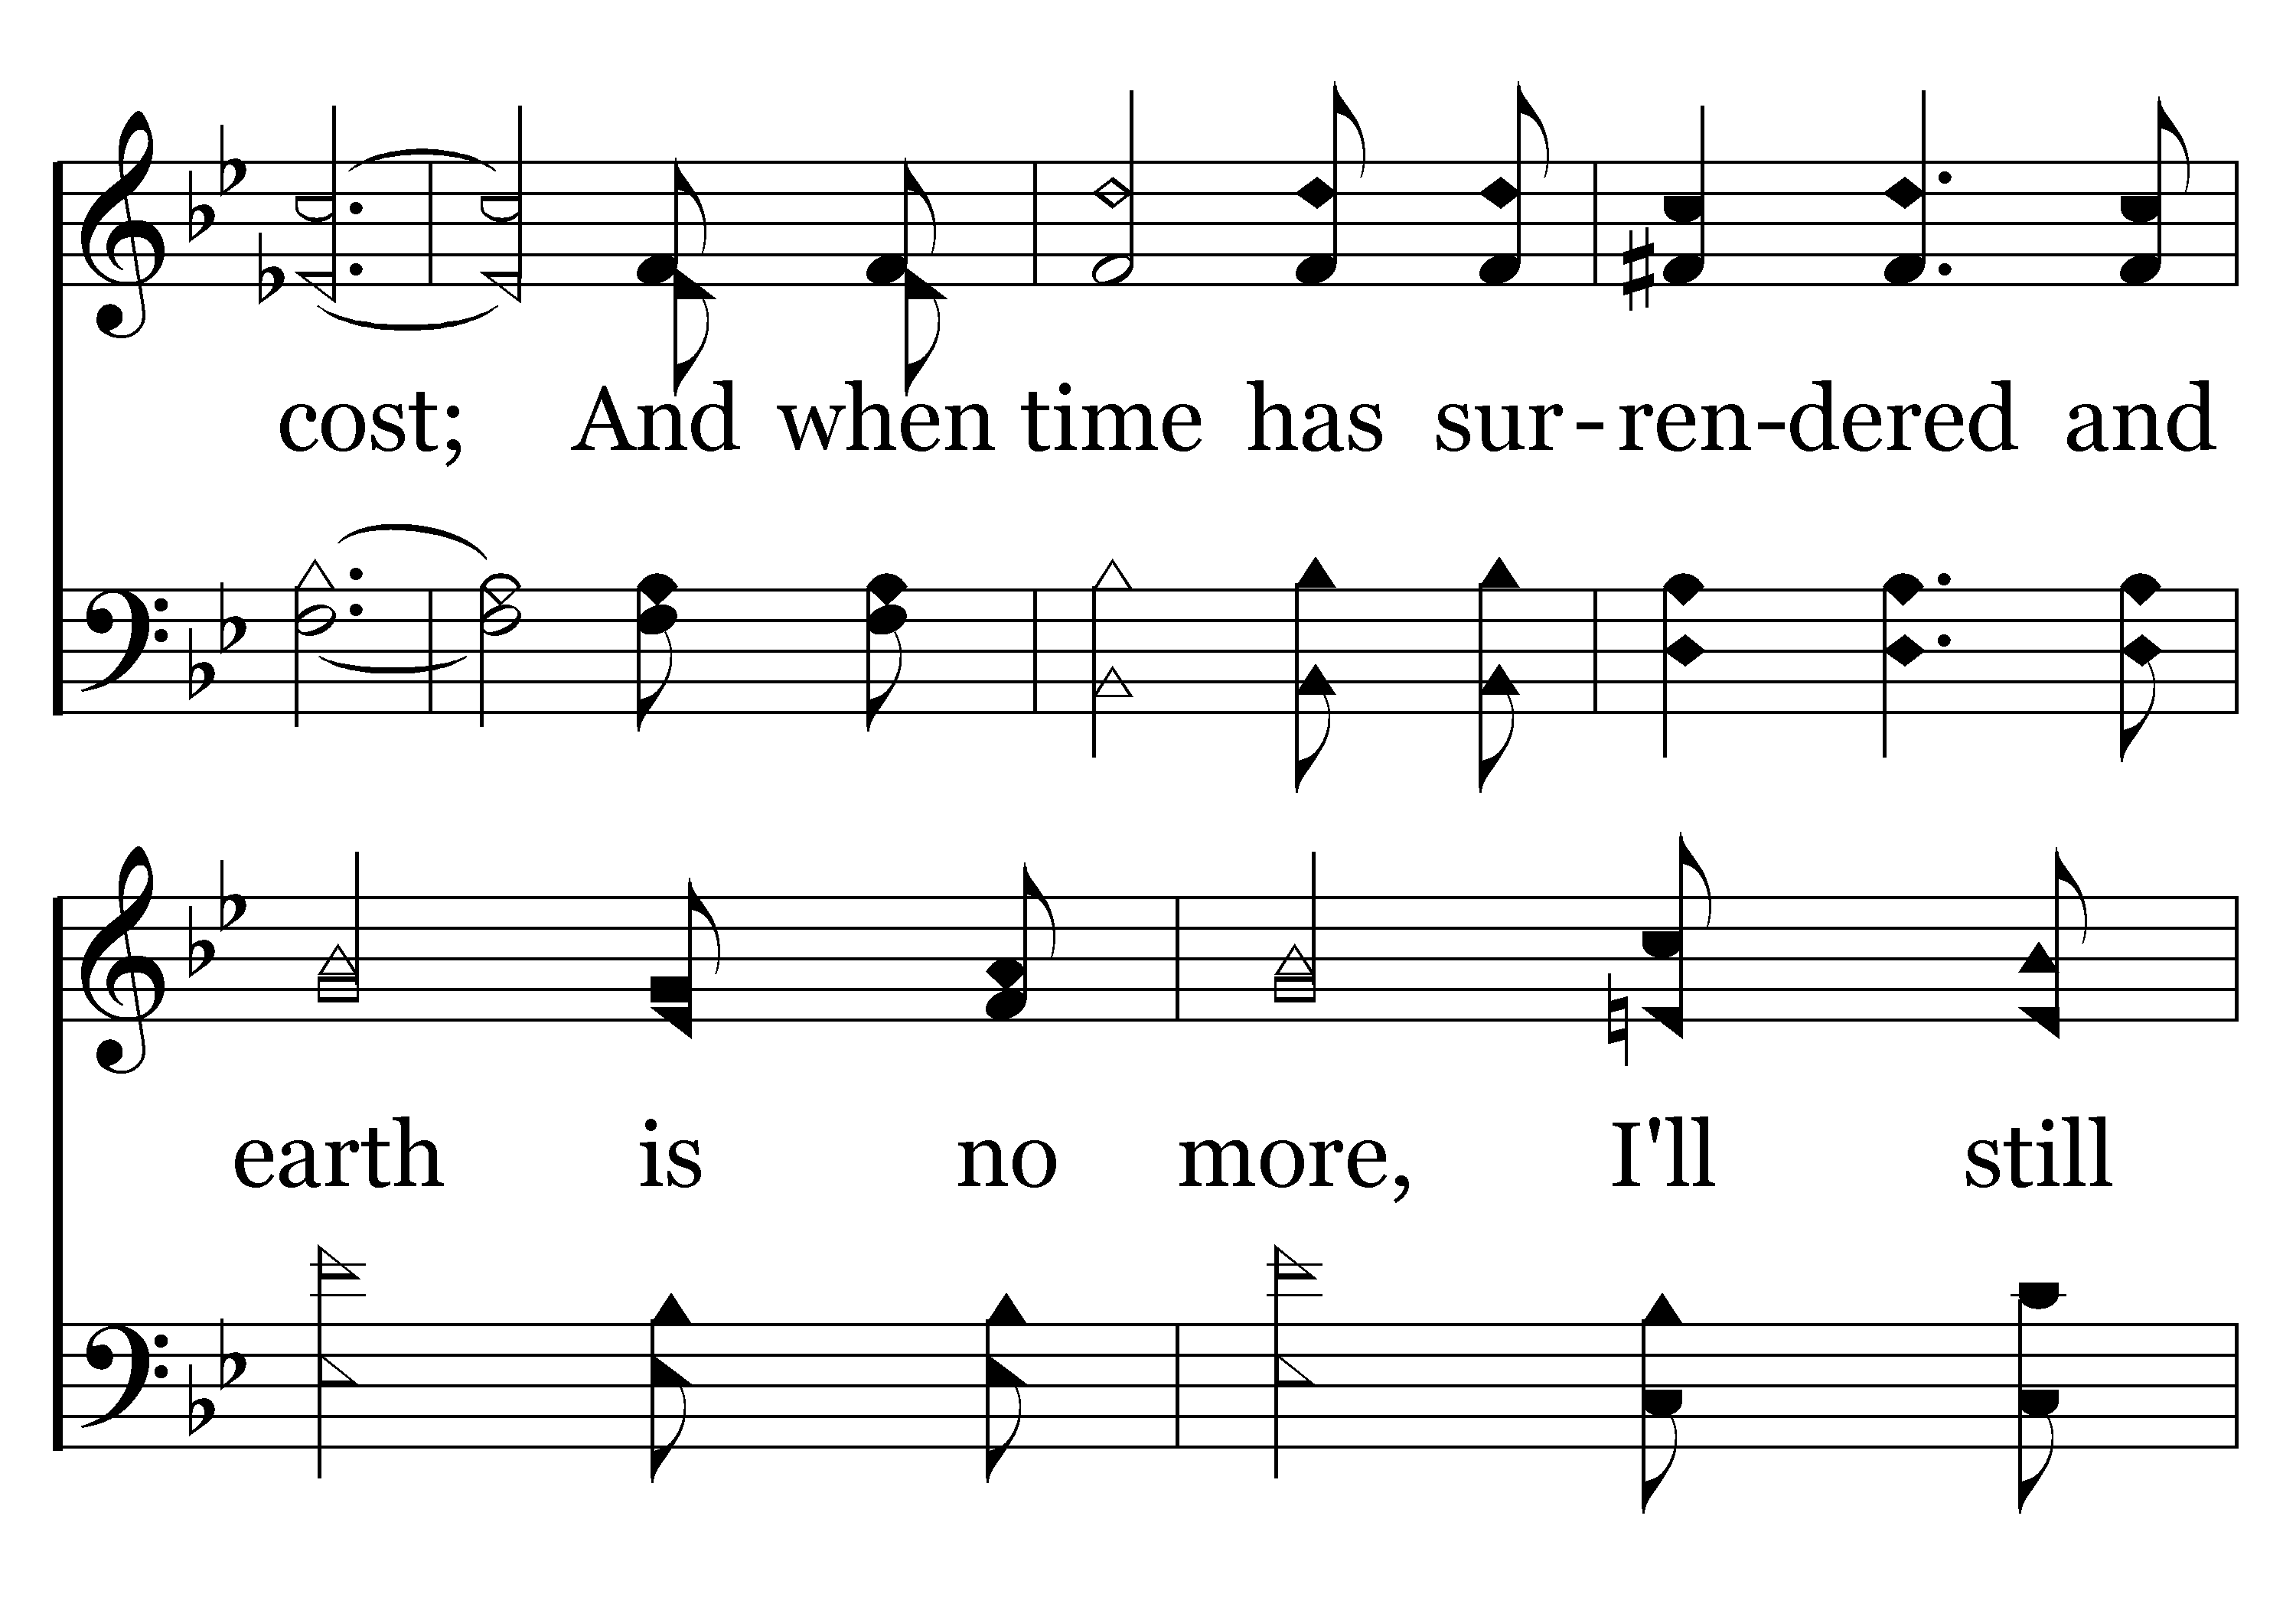 cost; And when time has sur-ren-dered and
earth is no more, I'll still